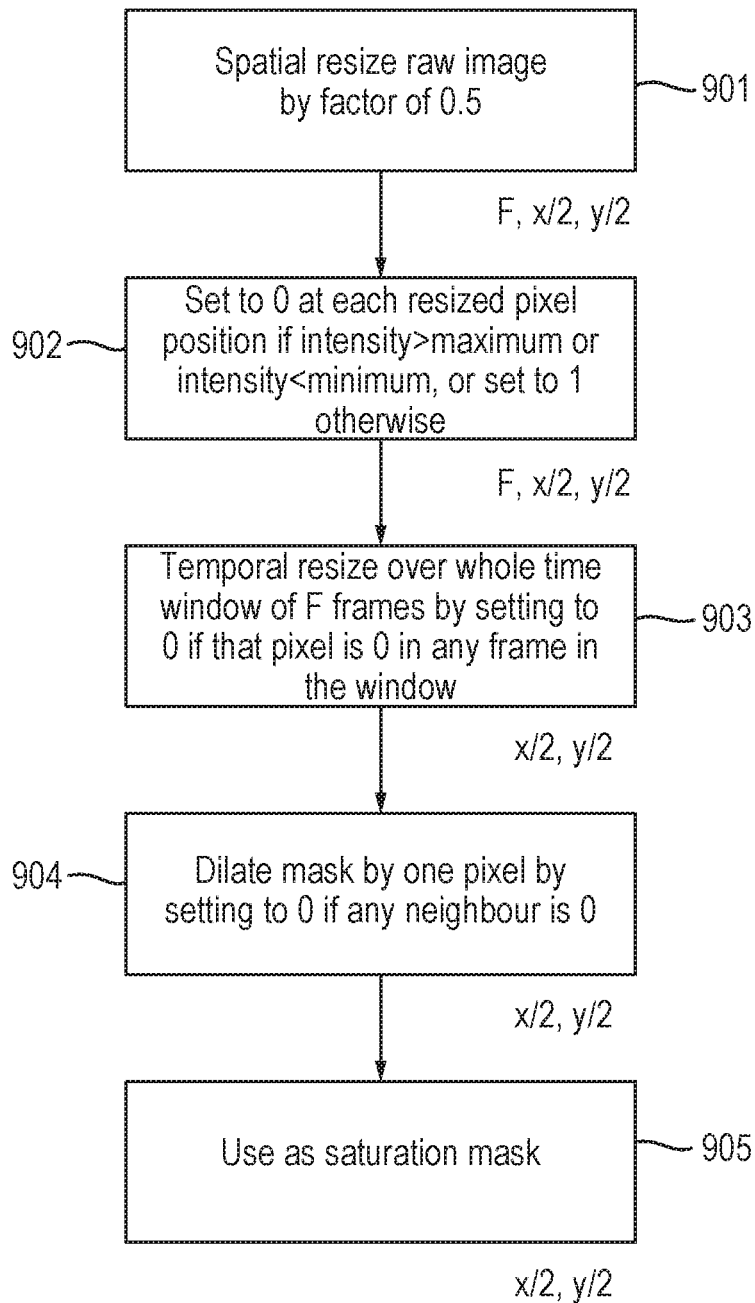 Spatial resize raw image
by factor of 0.5
901
F, x/2, y/2
902
Set to 0 at each resized pixel
position if intensity>maximum or
intensity<minimum, or set to 1
otherwise
F, x/2, y/2
Temporal resize over whole time
window of F frames by setting to
0 if that pixel is 0 in any frame in
the window
903
x/2, y/2
904
Dilate mask by one pixel by
setting to 0 if any neighbour is 0
x/2, y/2
Use as saturation mask
905
x/2, y/2